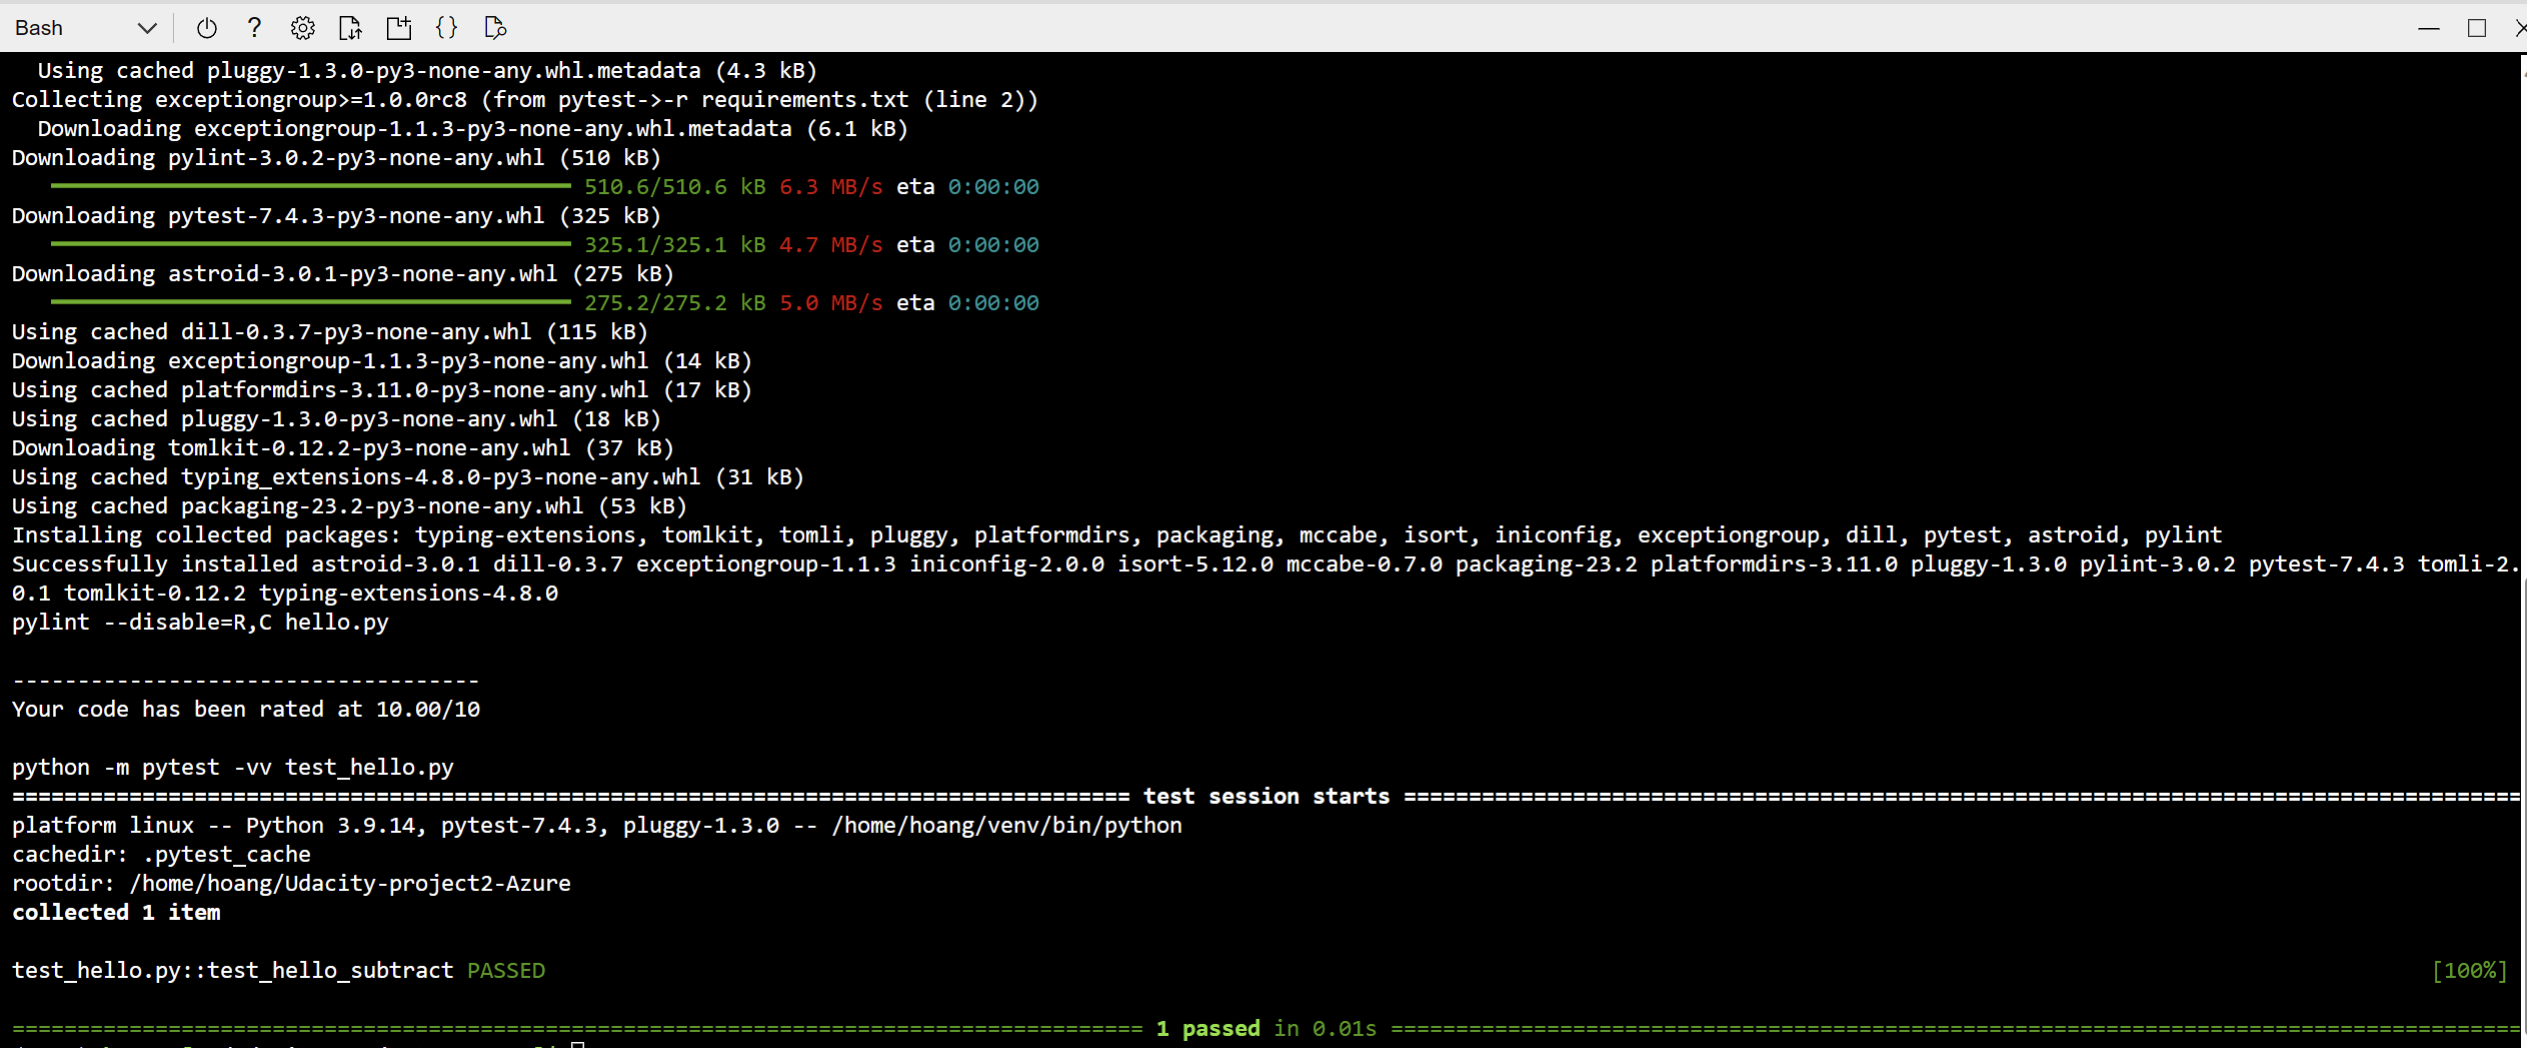 Bash
Using cached pluggy-1.3.0-py3-none-any.whl.metadata (4.3 kB)
Collecting exceptiongroup>=1.0.0rc8 (from pytest->-r requirements.txt (line 2))
Downloading exceptiongroup-1.1.3-py3-none-any.whl.metadata (6.1 kB)
Downloading pylint-3.0.2-py3-none-any.whl (510 kB)
510.6/510.6 kB 6.3 MB/s eta 0:00:00
Downloading pytest-7.4.3-py3-none-any.whl (325 kB)
325.1/325.1 kB 4.7 MB/s eta 0:00:00
Downloading astroid-3.0.1-py3-none-any.whl (275 kB)
275.2/275.2 kB 5.0 MB/s eta 0:00:00
Using cached dill-0.3.7-py3-none-any.whl (115 kB)
Downloading exceptiongroup-1.1.3-py3-none-any.whl (14 kB)
Using cached platformdirs-3.11.0-py3-none-any.whl (17 kB)
Using cached pluggy-1.3.0-py3-none-any.whl (18 kB)
Downloading tomlkit-0.12.2-py3-none-any.whl (37 kB)
Using cached typing_extensions-4.8.0-py3-none-any.whl (31 kB)
Using cached packaging-23.2-py3-none-any.whl (53 kB)
Installing collected packages: typing-extensions, tomlkit, tomli, pluggy, platformdirs, packaging, mccabe, isort, iniconfig, exceptiongroup, dill, pytest, astroid, pylint
Successfully installed astroid-3.0.1 dill-0.3.7 exceptiongroup-1.1.3 iniconfig-2.0.0 isort-5.12.0 mccabe-0.7.0 packaging-23.2 platformdirs-3.11.0 pluggy-1.3.0 pylint-3.0.2 pytest-7.4.3 tomli-2.
0.1 tomlkit-0.12.2 typing-extensions-4.8.0
pylint --disable=R,C hello.py
------------------------------------
Your code has been rated at 10.00/10
python -m pytest -vv test_hello.py
test session starts
platform linux -- Python 3.9.14, pytest-7.4.3, pluggy-1.3.0 -- /home/hoang/venv/bin/python
cachedir: .pytest_cache
rootdir: /home/hoang/Udacity-project2-Azure
collected 1 item
test_hello.py::test_hello_subtract PASSED [100%]
1 passed in 0.01s